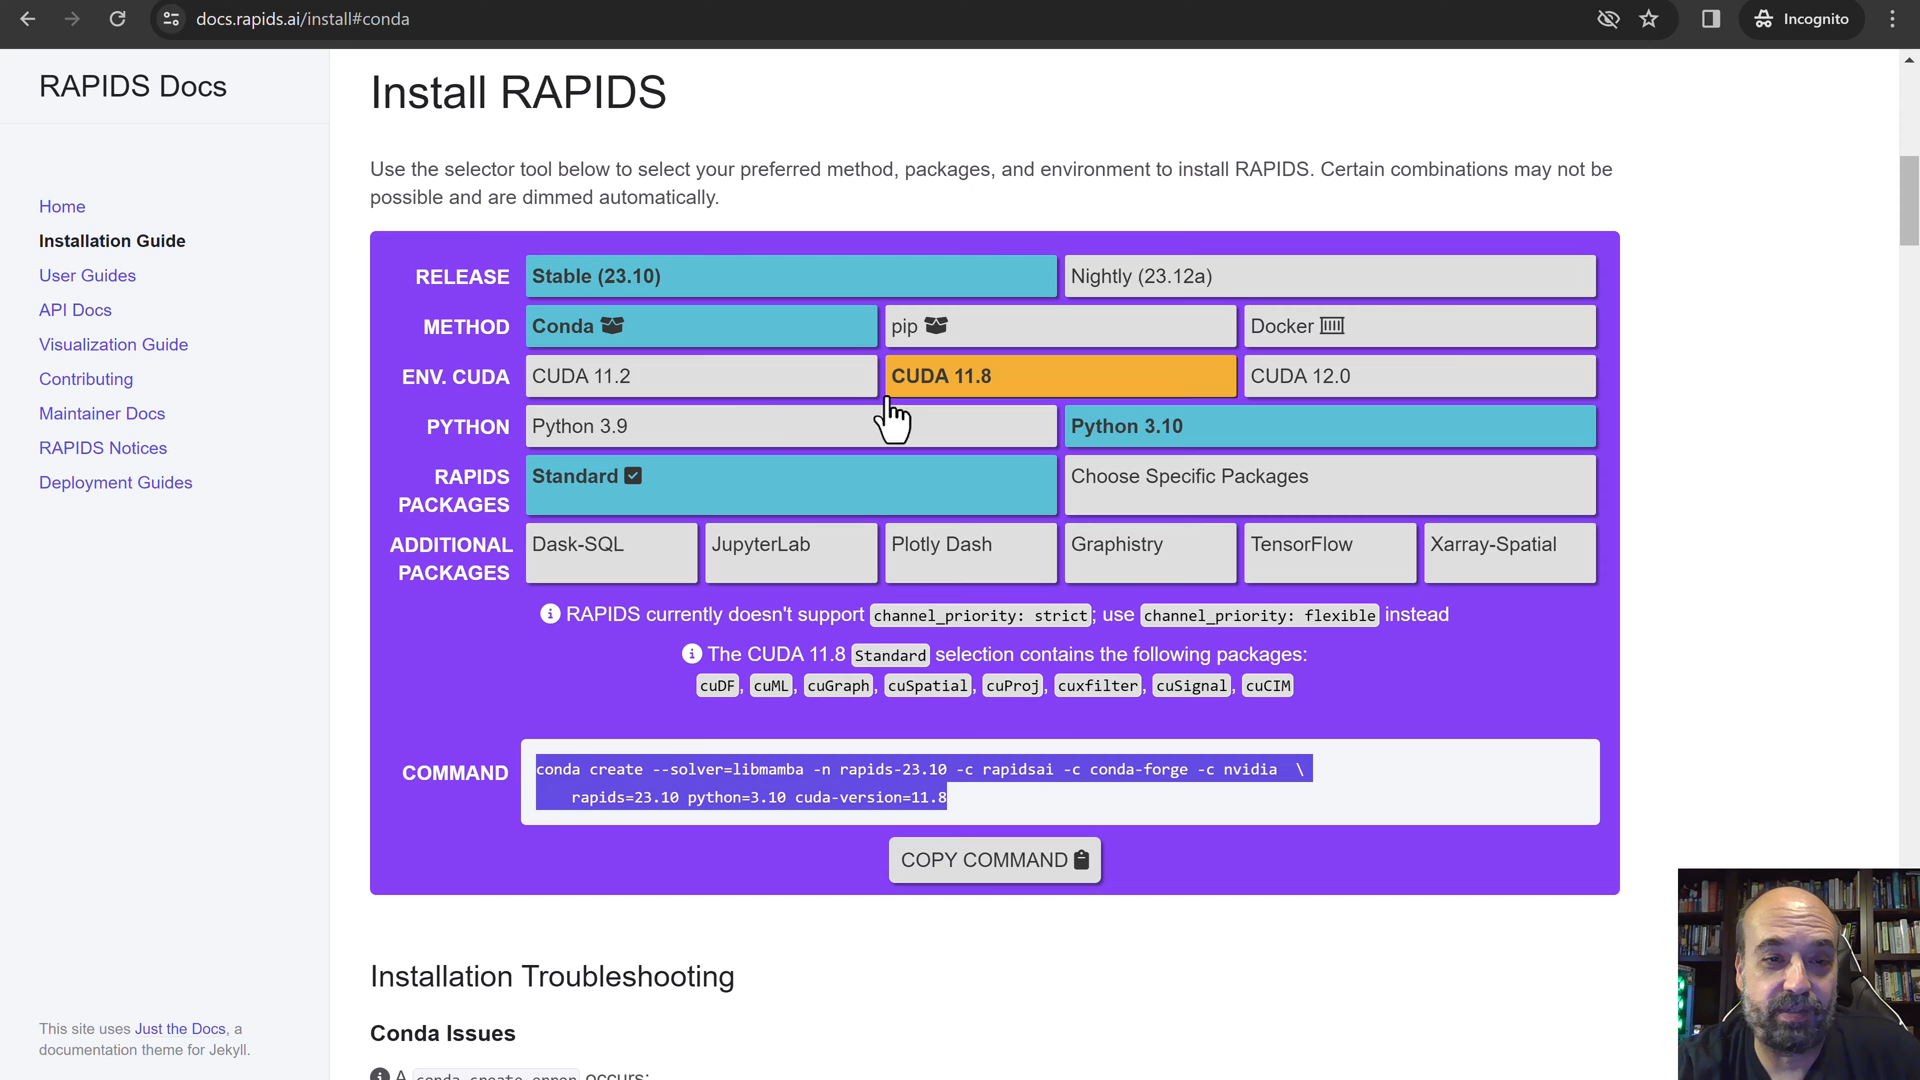 docs.rapids.ai/install#conda
Incognito
RAPIDS Docs
Home
Installation Guide
User Guides
API Docs
Visualization Guide
Contributing
Maintainer Docs
RAPIDS Notices
Deployment Guides
This site uses Just the Docs, a
documentation theme for Jekyll.
Install RAPIDS
Use the selector tool below to select your preferred method, packages, and environment to install RAPIDS. Certain combinations may not be
possible and are dimmed automatically.
RELEASE Stable (23.10) Nightly (23.12a)
METHOD Conda pip Docker
ENV. CUDA CUDA 11.2 CUDA 11.8 CUDA 12.0
PYTHON Python 3.9 Python 3.10
RAPIDS PACKAGES Standard Choose Specific Packages
ADDITIONAL PACKAGES Dask-SQL JupyterLab Plotly Dash Graphistry TensorFlow Xarray-Spatial
RAPIDS currently doesn't support channel_priority: strict; use channel_priority: flexible instead
The CUDA 11.8 Standard selection contains the following packages:
cuDF, cuML, cuGraph, cuSpatial, cuProj, cuxfilter, cuSignal, cuCIM
COMMAND conda create --solver=libmamba -n rapids-23.10 -c rapidsai -c conda-forge -c nvidia \
rapids=23.10 python=3.10 cuda-version=11.8
COPY COMMAND
Installation Troubleshooting
Conda Issues
A conda create error occurs: